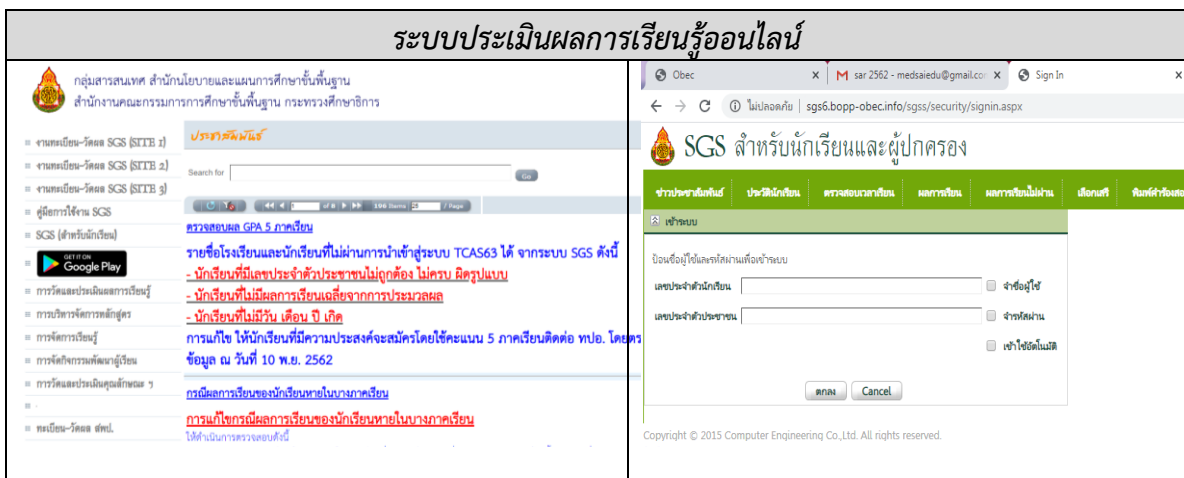 ระบบประเมินผลการเรียนรู้ออนไลน์
กลุ่มสารสนเทศ สำนักนโยบายและแผนการศึกษาขั้นพื้นฐาน
สำนักงานคณะกรรมการการศึกษาขั้นพื้นฐาน กระทรวงศึกษาธิการ
งานทะเบียน-วัดผล SGS (SITE 1)
งานทะเบียน-วัดผล SGS (SITE 2)
งานทะเบียน-วัดผล SGS (SITE 3)
คู่มือการใช้งาน SGS
SGS (สำหรับนักเรียน)
GET IT ON
Google Play
การวัดและประเมินผลการเรียนรู้
การบริหารจัดการหลักสูตร
การจัดการเรียนรู้
การจัดกิจกรรมพัฒนาผู้เรียน
การวัดและประเมินคุณลักษณะ ฯ
ทะเบียน-วัดผล สพป.
ประชาสัมพันธ์
Search for
Go
of 8
196 Items
/ Page
ตรวจสอบผล GPA 5 ภาคเรียน
รายชื่อโรงเรียนและนักเรียนที่ไม่ผ่านการนำเข้าสู่ระบบ TCAS63 ได้ จากระบบ SGS ดังนี้
- นักเรียนที่มีเลขประจำตัวประชาชนไม่ถูกต้อง ไม่ครบ ผิดรูปแบบ
- นักเรียนที่ไม่มีผลการเรียนเฉลี่ยจากการประมวลผล
- นักเรียนที่ไม่มีวัน เดือน ปี เกิด
การแก้ไข ให้นักเรียนที่มีความประสงค์จะสมัครโดยใช้คะแนน 5 ภาคเรียนติดต่อ ทปอ. โดยตร
ข้อมูล ณ วันที่ 10 พ.ย. 2562
กรณีผลการเรียนของนักเรียนหายในบางภาคเรียน
การแก้ไขกรณีผลการเรียนของนักเรียนหายในบางภาคเรียน
ให้ดำเนินการตรวจสอบดังนี้
Obec
sar 2562 - medsaiedu@gmail.cor
Sign In
ไม่ปลอดภัย
sgs6.bopp-obec.info/sgss/security/signin.aspx
SGS สำหรับนักเรียนและผู้ปกครอง
ข่าวประชาสัมพันธ์ ประวัตินักเรียน ตรวจสอบเวลาเรียน ผลการเรียน ผลการเรียนไม่ผ่าน เลือกเสรี พิมพ์คำร้องสอ
เข้าระบบ
ป้อนชื่อผู้ใช้และรหัสผ่านเพื่อเข้าระบบ
เลขประจำตัวนักเรียน จำชื่อผู้ใช้
เลขประจำตัวประชาชน จำรหัสผ่าน
เข้าใช้อัตโนมัติ
ตกลง Cancel
Copyright © 2015 Computer Engineering Co.,Ltd. All rights reserved.